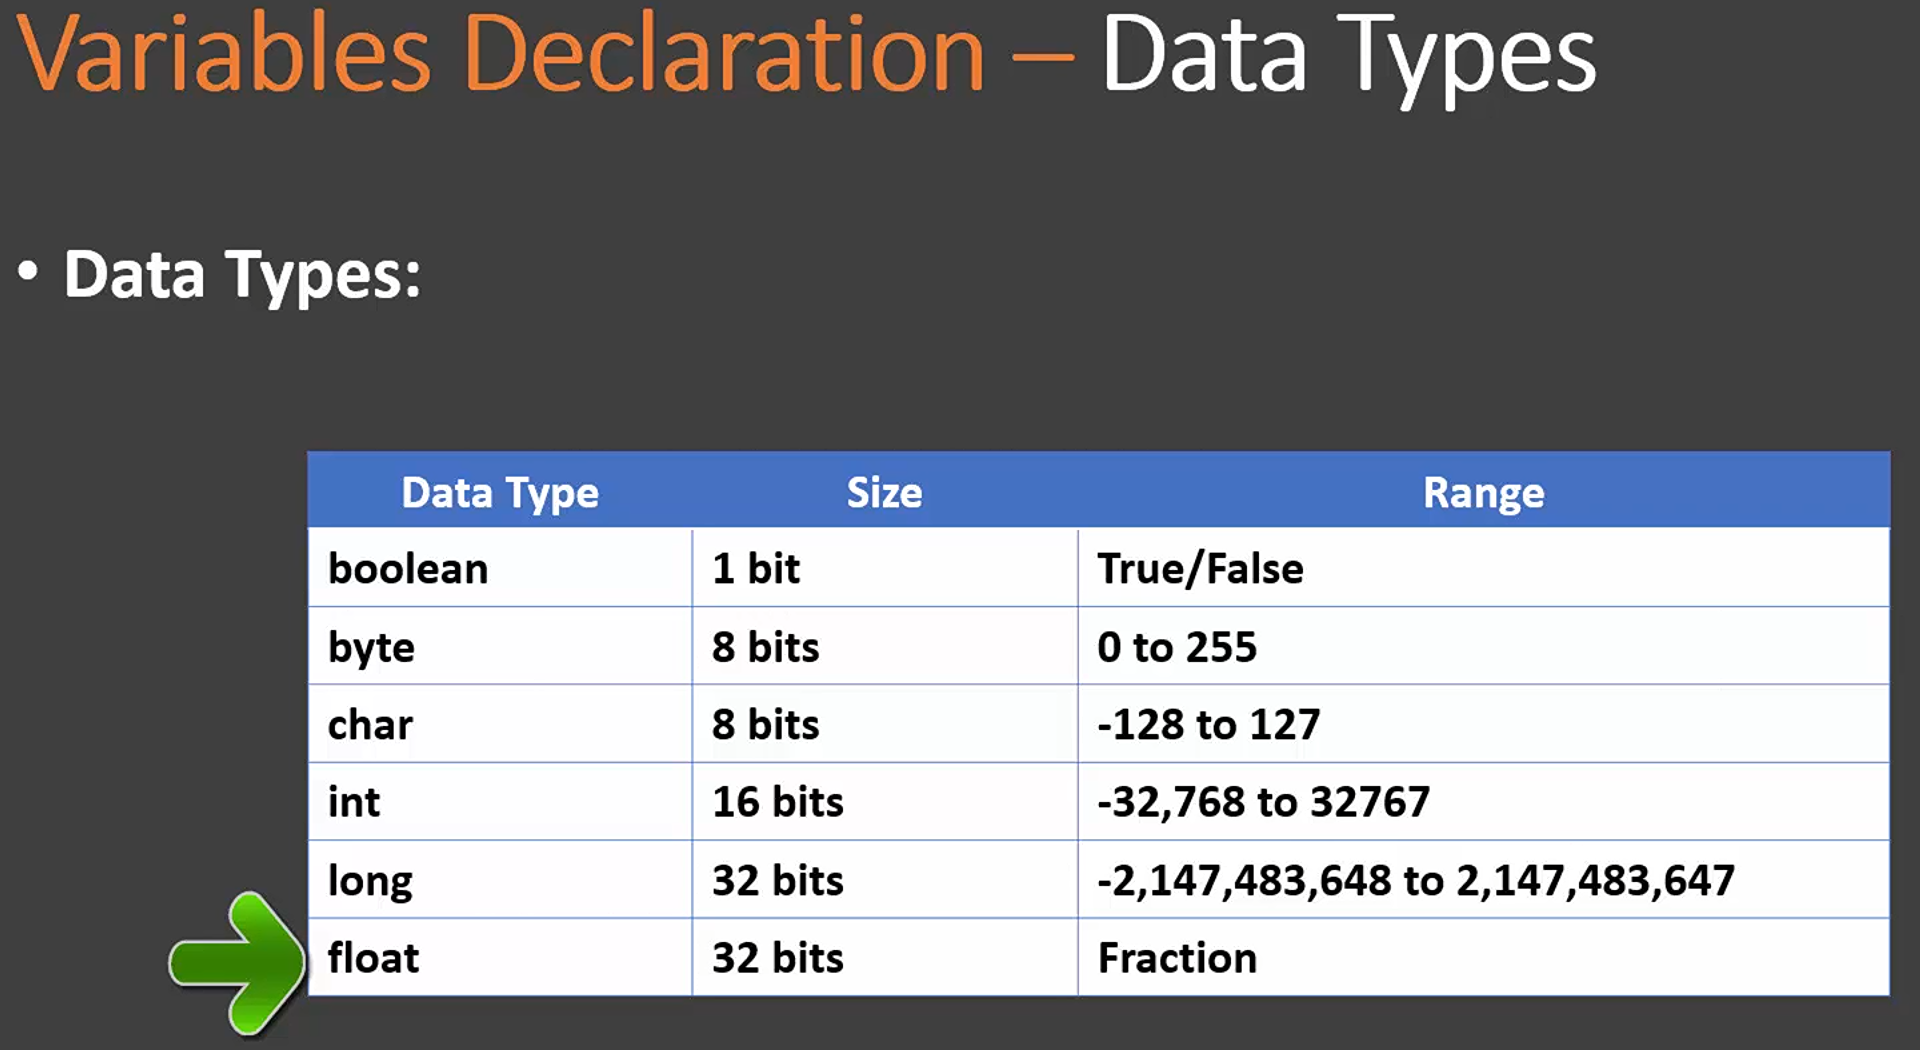 Variables Declaration – Data Types
• Data Types:
Data Type Size Range
boolean 1 bit True/False
byte 8 bits 0 to 255
char 8 bits -128 to 127
int 16 bits -32,768 to 32767
long 32 bits -2,147,483,648 to 2,147,483,647
float 32 bits Fraction